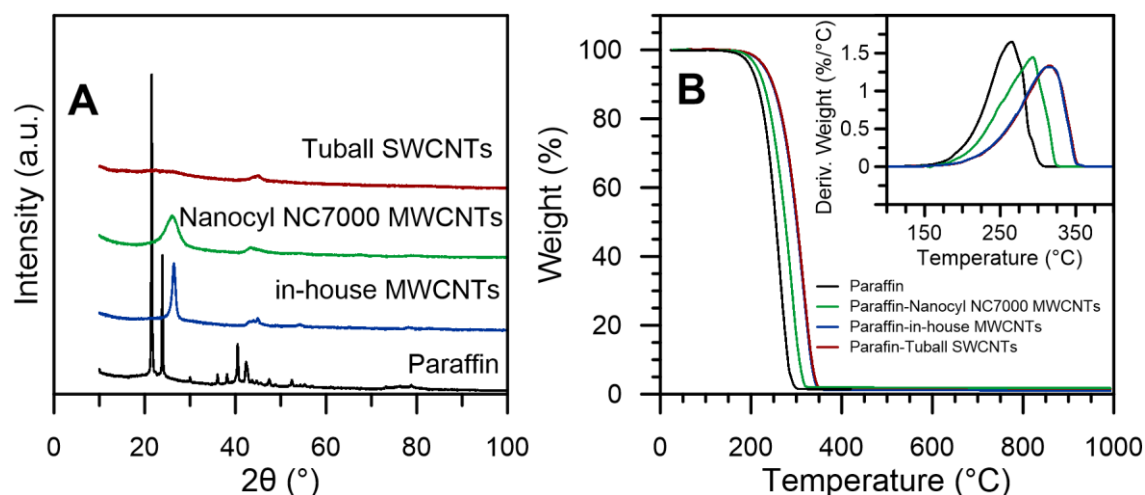 A
Tuball SWCNTs
Nanocyl NC7000 MWCNTs
in-house MWCNTs
Paraffin
Intensity (a.u.)
0 20 40 60 80 100
2θ (°)
B
100
80
60
40
20
0
Weight (%)
0 200 400 600 800 1000
Temperature (°C)
1.5
1
0.5
0
Deriv. Weight (%/°C)
150 250 350
Temperature (°C)
Paraffin
Paraffin-Nanocyl NC7000 MWCNTs
Paraffin-in-house MWCNTs
Parafin-Tuball SWCNTs